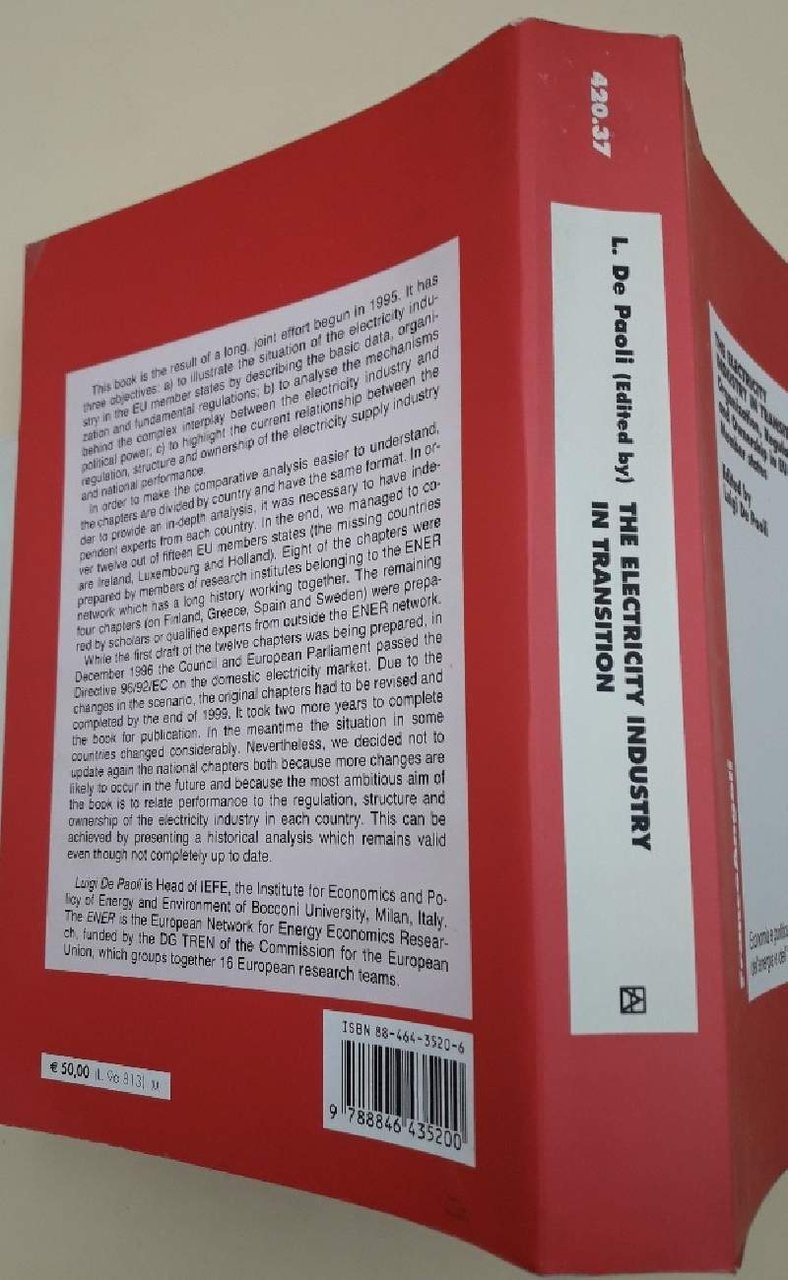 This book is the result of a long, joint effort begun in 1995. It has
three objectives: a) to illustrate the situation of the electricity indu-
stry in the EU member states by describing the basic data, organi-
zation and fundamental regulations; b) to analyse the mechanisms
behind the complex interplay between the electricity industry and
political power; c) to highlight the current relationship between the
regulation, structure and ownership of the electricity supply industry
and national performance.
In order to make the comparative analysis easier to understand,
the chapters are divided by country and have the same format. In or-
der to provide an in-depth analysis, it was necessary to have inde-
pendent experts from each country. In the end, we managed to co-
ver twelve out of fifteen EU members states (the missing countries
are Ireland, Luxembourg and Holland). Eight of the chapters were
prepared by members of research institutes belonging to the ENER
network which has a long history working together. The remaining
four chapters (on Finland, Greece, Spain and Sweden) were prepa-
red by scholars or qualified experts from outside the ENER network.
While the first draft of the twelve chapters was being prepared, in
December 1996 the Council and European Parliament passed the
Directive 96/92/EC on the domestic electricity market. Due to the
changes in the scenario, the original chapters had to be revised and
completed by the end of 1999. It took two more years to complete
the book for publication. In the meantime the situation in some
countries changed considerably. Nevertheless, we decided not to
update again the national chapters both because more changes are
likely to occur in the future and because the most ambitious aim of
the book is to relate performance to the regulation, structure and
ownership of the electricity industry in each country. This can be
achieved by presenting a historical analysis which remains valid
even though not completely up to date.
Luigi De Paoli is Head of IEFE, the Institute for Economics and Po-
licy of Energy and Environment of Bocconi University, Milan, Italy.
The ENER is the European Network for Energy Economics Resear-
ch, funded by the DG TREN of the Commission for the European
Union, which groups together 16 European research teams.
€ 50,00
ISBN 88-464-3520-6
9 788846 435200
420.37
L. De Paoli (Edited by) THE ELECTRICITY INDUSTRY
IN TRANSITION
THE ELECTRICITY
INDUSTRY IN
Organization,
and Ownership in
Member states
Edited by
Luigi De Paoli
Economia e